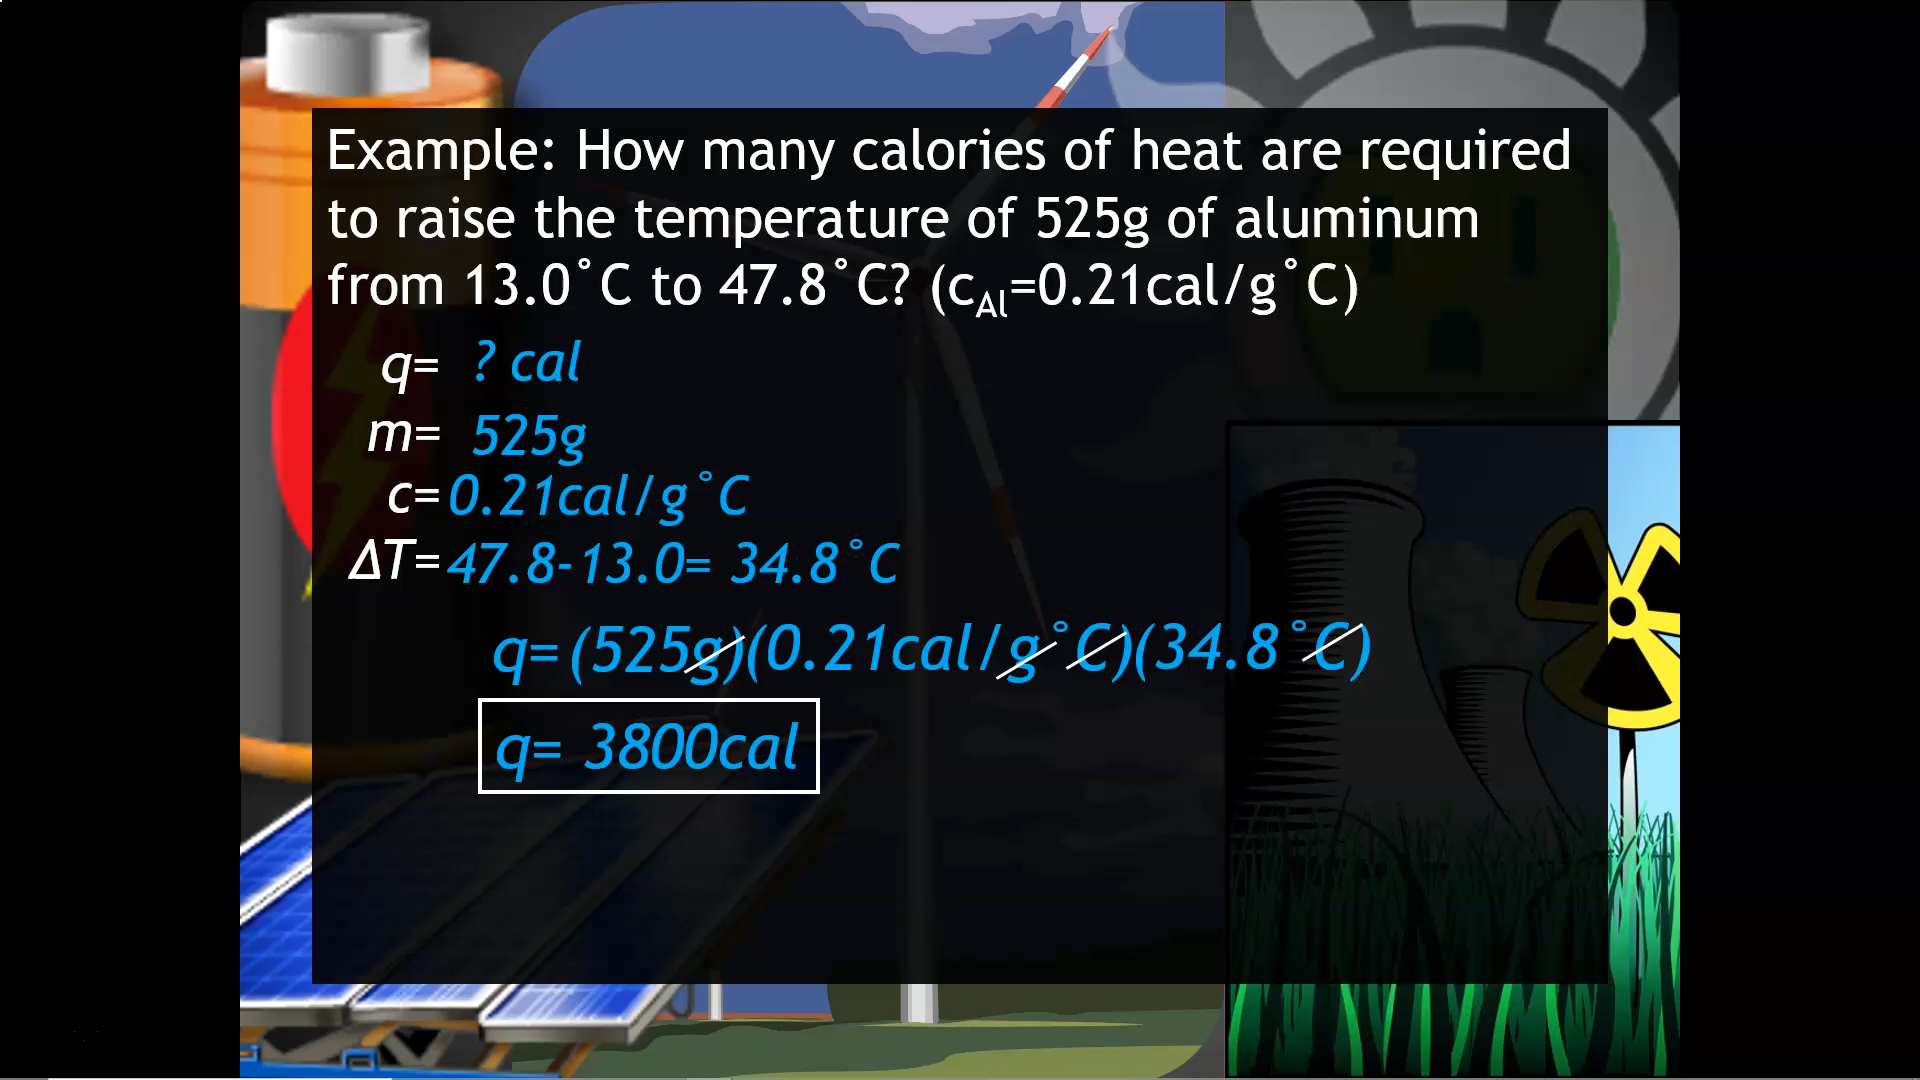 Example: How many calories of heat are required
to raise the temperature of 525g of aluminum
from 13.0˚C to 47.8˚C? (cAl=0.21cal/g˚C)
q= ? cal
m= 525g
c= 0.21cal/g˚C
ΔT= 47.8-13.0= 34.8˚C
q= (525g)(0.21cal/g˚C)(34.8˚C)
q= 3800cal